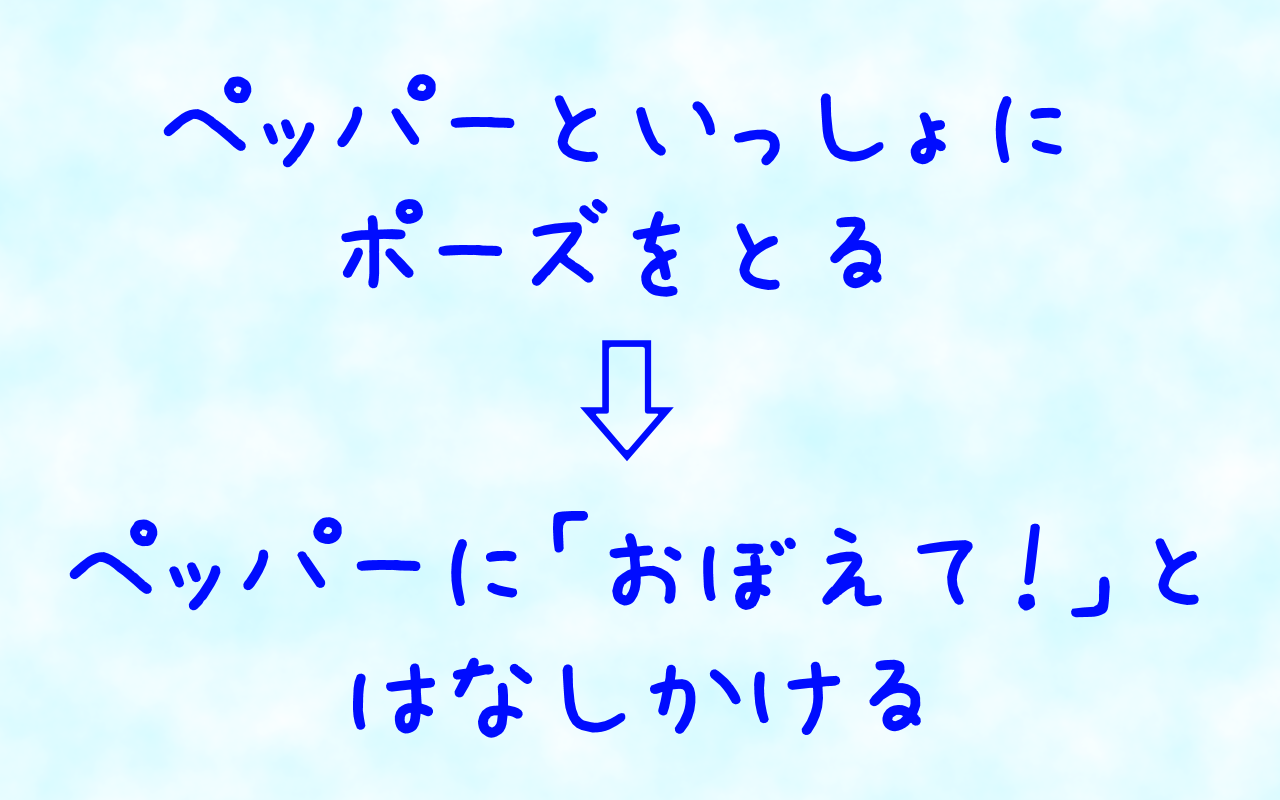 ペッパーといっしょに
ポーズをとる
ペッパーに「おぼえて！」と
はなしかける